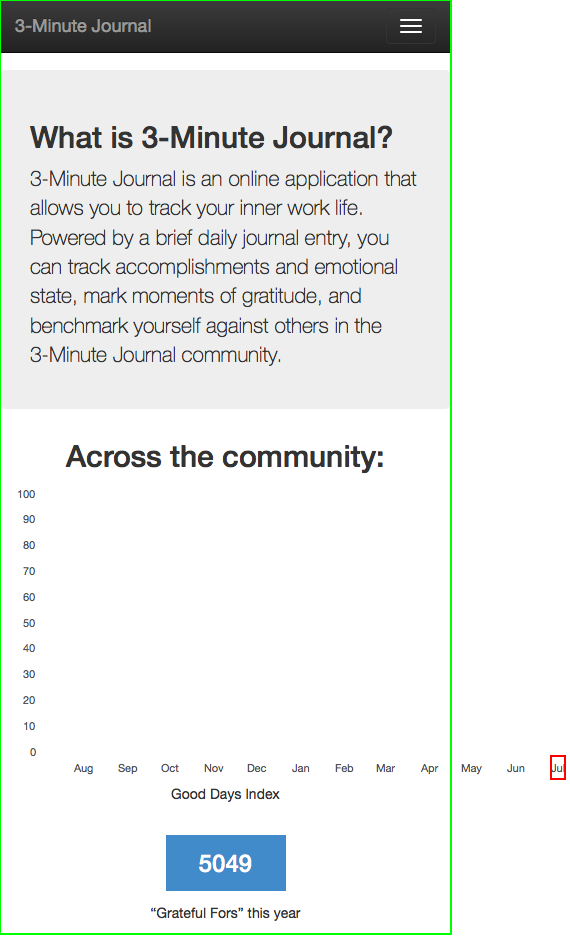 3-Minute Journal
What is 3-Minute Journal?
3-Minute Journal is an online application that
allows you to track your inner work life.
Powered by a brief daily journal entry, you
can track accomplishments and emotional
state, mark moments of gratitude, and
benchmark yourself against others in the
3-Minute Journal community.
Across the community:
100
90
80
70
60
50
40
30
20
10
0
Aug Sep Oct Nov Dec Jan Feb Mar Apr May Jun Jul
Good Days Index
5049
“Grateful Fors” this year